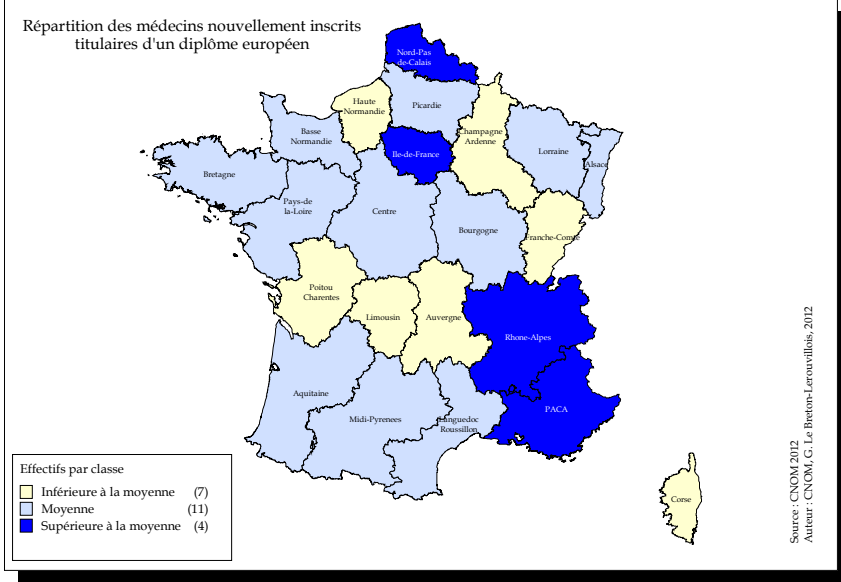 Répartition des médecins nouvellement inscrits
titulaires d'un diplôme européen
Nord-Pas
de-Calais
Picardie
Haute
Normandie
Champagne
Ardenne
Basse
Normandie
Ile-de-France
Lorraine
Alsace
Bretagne
Pays-de
la-Loire
Centre
Bourgogne
Franche-Comté
Poitou
Charentes
Limousin
Auvergne
Rhone-Alpes
Aquitaine
Midi-Pyrenees
Languedoc
Roussillon
PACA
Corse
Effectifs par classe
Inférieure à la moyenne (7)
Moyenne (11)
Supérieure à la moyenne (4)
Source : CNOM 2012
Auteur : CNOM, G. Le Breton-Lerouvillois, 2012